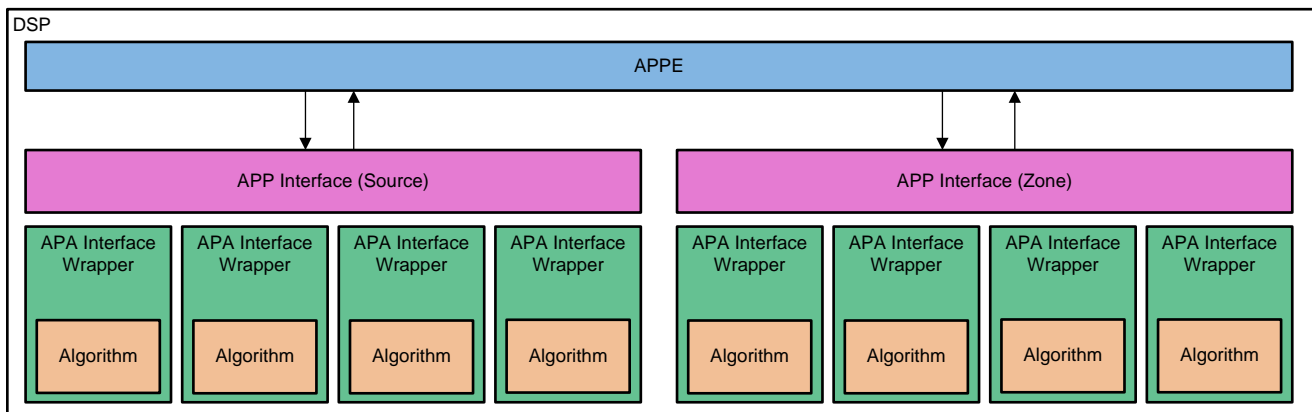 DSP
APPE
APP Interface (Source)
APP Interface (Zone)
APA Interface
Wrapper
APA Interface
Wrapper
APA Interface
Wrapper
APA Interface
Wrapper
APA Interface
Wrapper
APA Interface
Wrapper
APA Interface
Wrapper
APA Interface
Wrapper
Algorithm
Algorithm
Algorithm
Algorithm
Algorithm
Algorithm
Algorithm
Algorithm